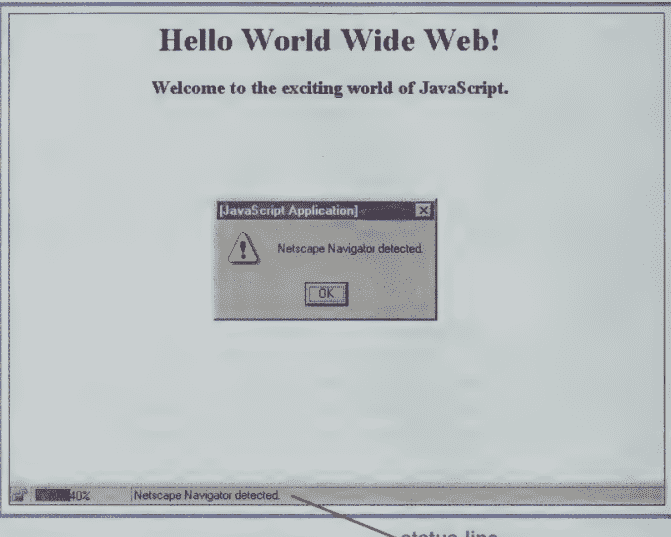 Hello World Wide Web!
Welcome to the exciting world of JavaScript.
[JavaScript Application]
Netscape Navigator detected.
OK
40%
Netscape Navigator detected.
status line